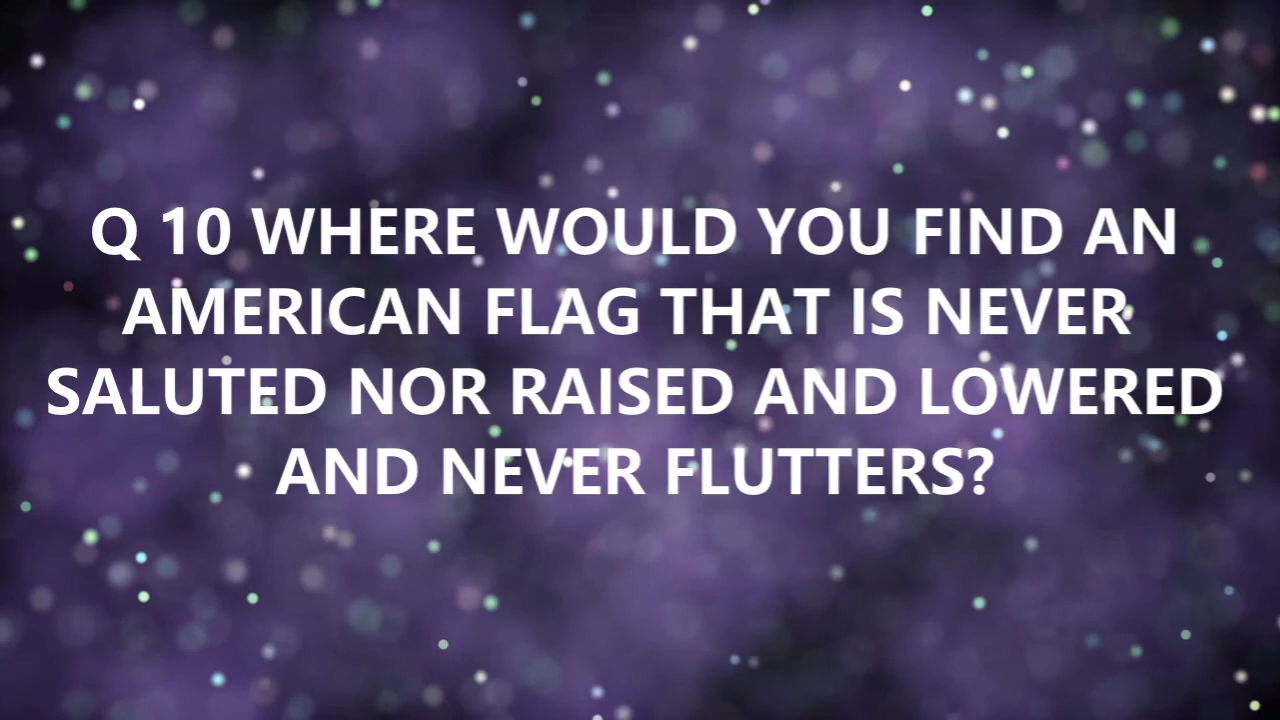 Q 10 WHERE WOULD YOU FIND AN
AMERICAN FLAG THAT IS NEVER
SALUTED NOR RAISED AND LOWERED
AND NEVER FLUTTERS?